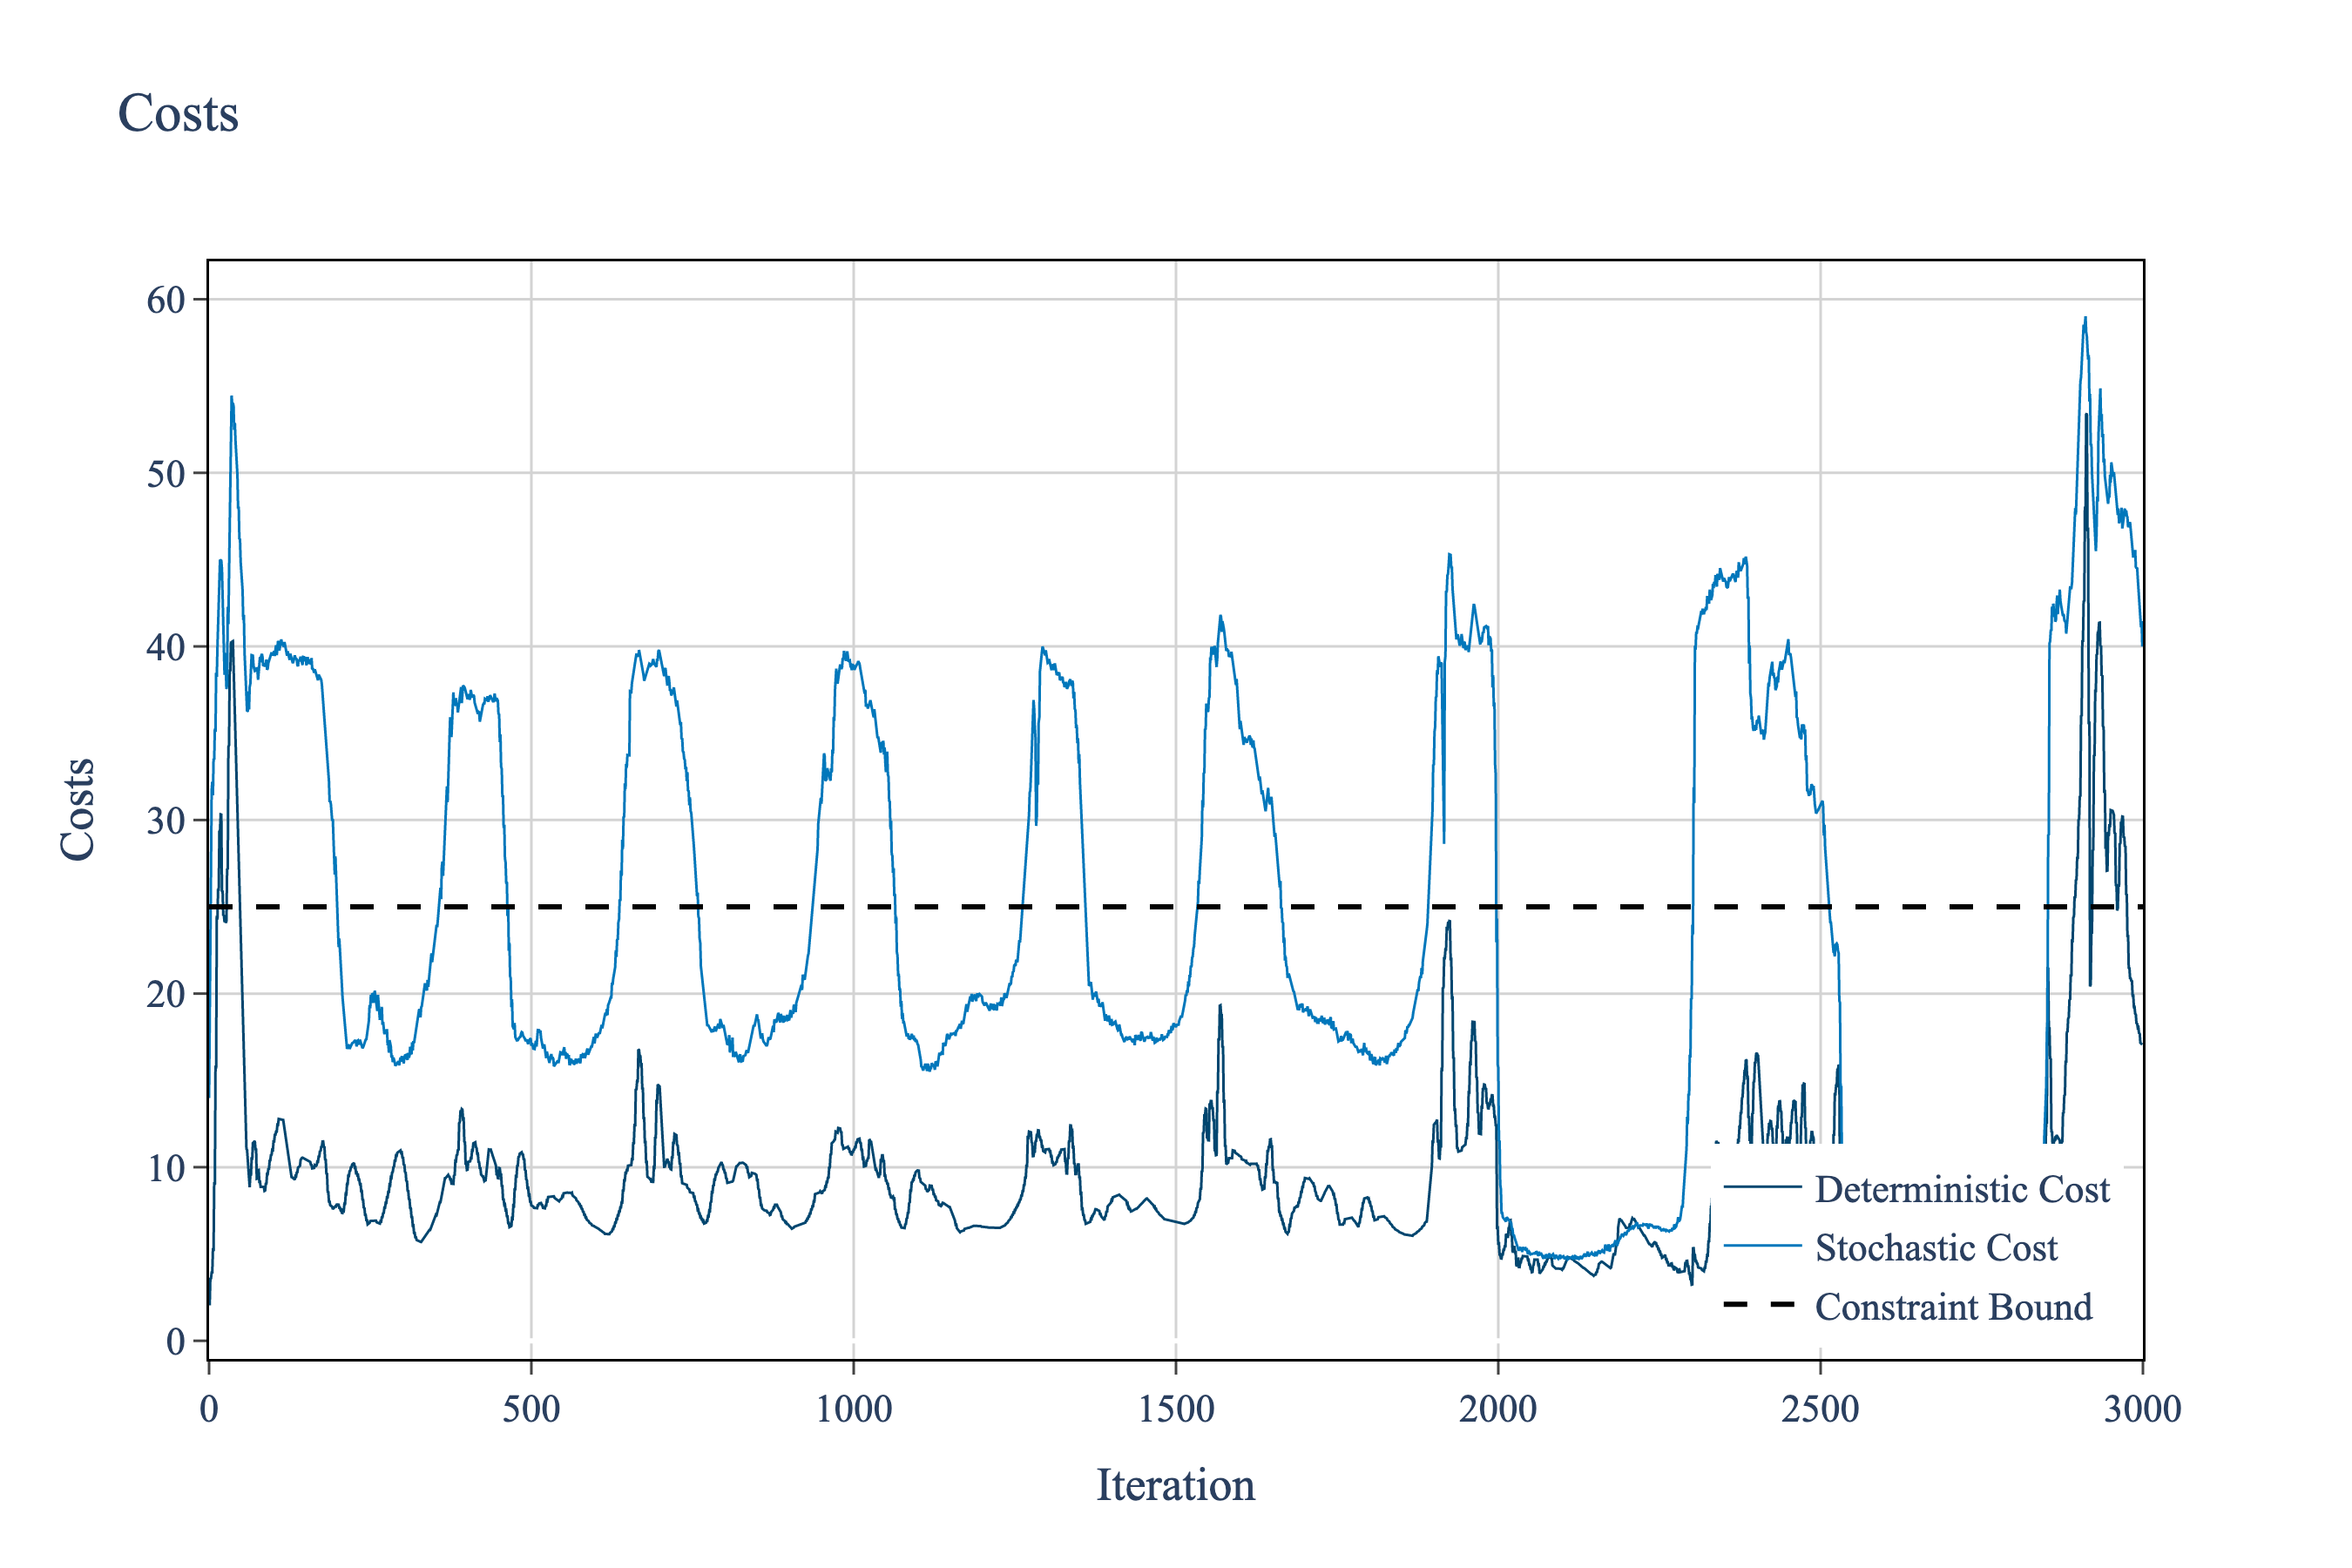 Costs
60
50
40
30
20
10
0
Costs
Deterministic Cost
Stochastic Cost
Constraint Bound
0 500 1000 1500 2000 2500 3000
Iteration